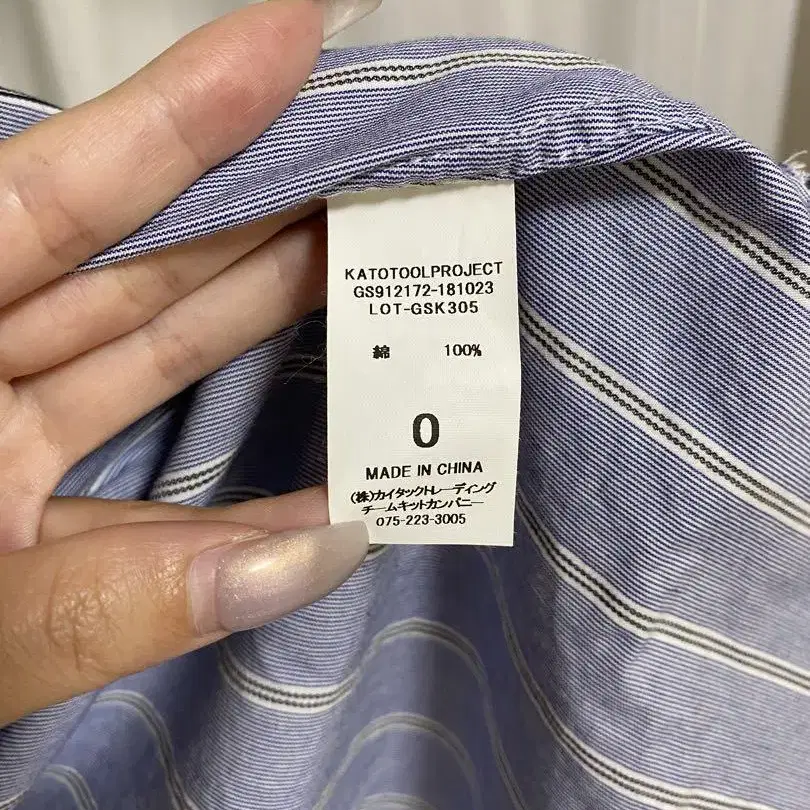 KATOTOOLPROJECT
GS912172-181023
LOT-GSK305
綿 100%
0
MADE IN CHINA
(株)カイタックトレーディング
チームキットカンパニー
075-223-3005